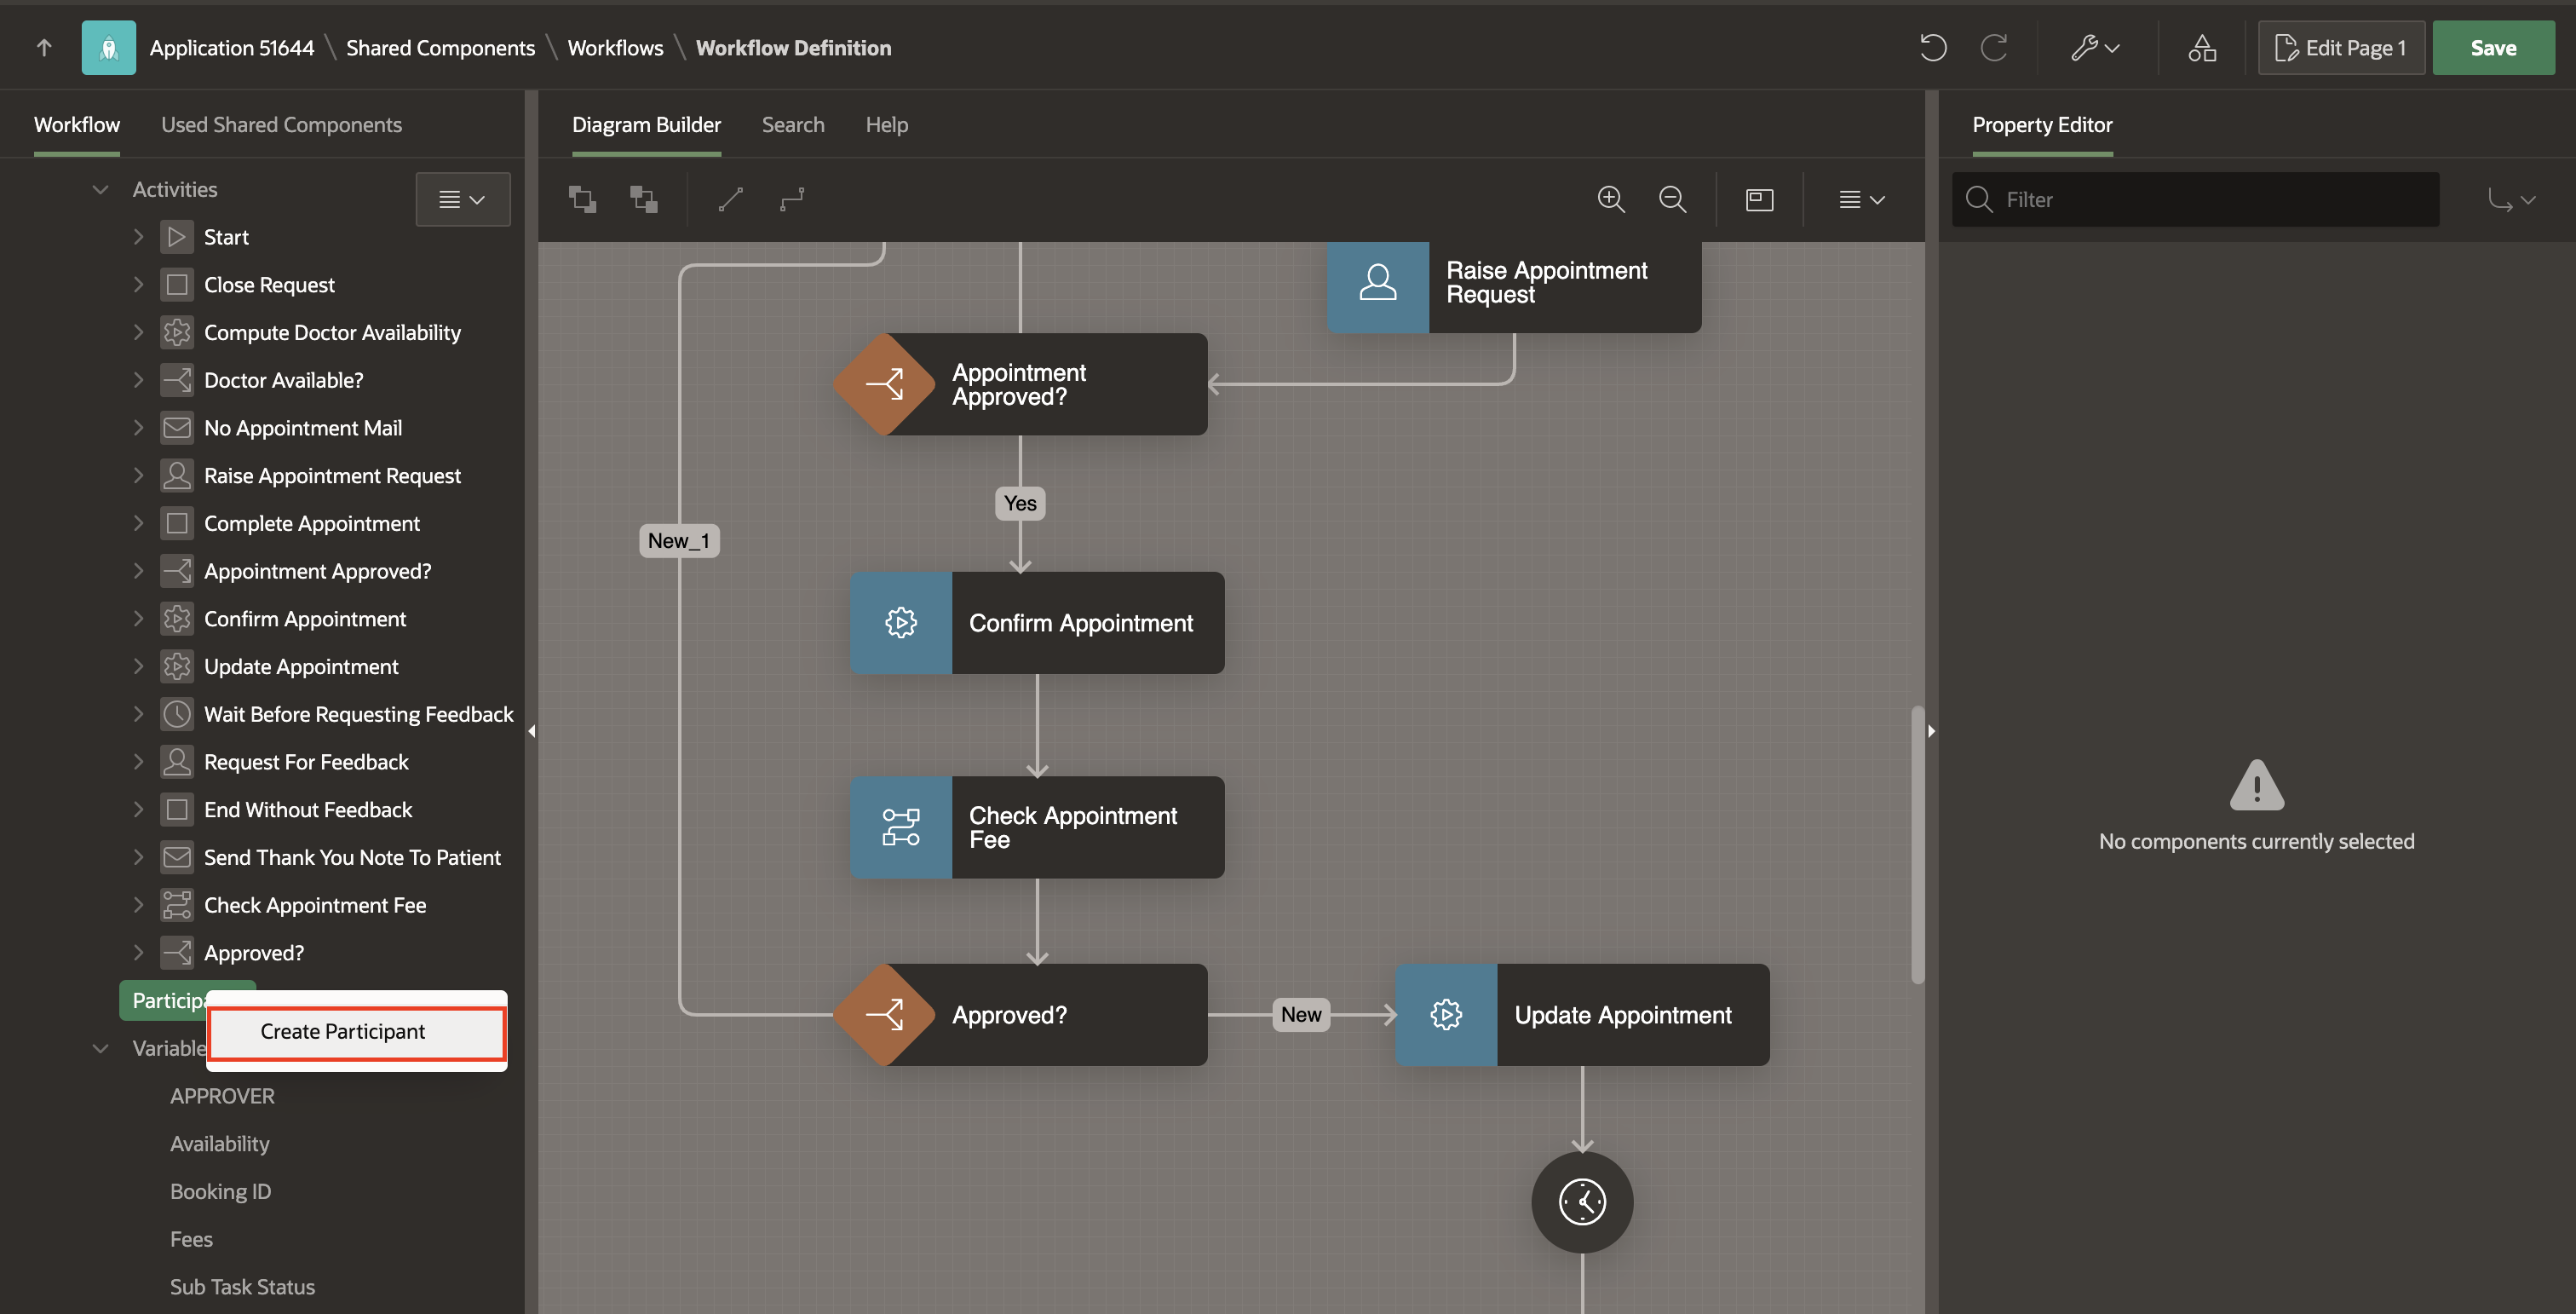 Application 51644 \ Shared Components \ Workflows \ Workflow Definition
Edit Page 1
Save
Workflow
Used Shared Components
Activities
Start
Close Request
Compute Doctor Availability
Doctor Available?
No Appointment Mail
Raise Appointment Request
Complete Appointment
Appointment Approved?
Confirm Appointment
Update Appointment
Wait Before Requesting Feedback
Request For Feedback
End Without Feedback
Send Thank You Note To Patient
Check Appointment Fee
Approved?
Participa
Create Participant
Variable
APPROVER
Availability
Booking ID
Fees
Sub Task Status
Diagram Builder
Search
Help
Raise Appointment
Request
Appointment
Approved?
Yes
New_1
Confirm Appointment
Check Appointment
Fee
Approved?
New
Update Appointment
Property Editor
Filter
No components currently selected